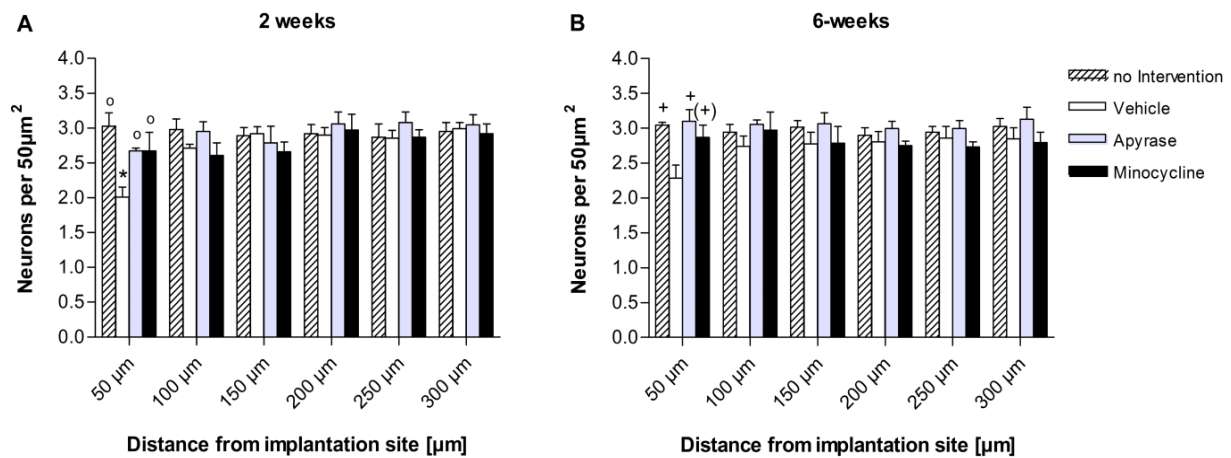 A
2 weeks
Neurons per 50µm²
4.0
3.5
3.0
2.5
2.0
1.5
1.0
0.5
0.0
o
*
o
o
50 µm
100 µm
150 µm
200 µm
250 µm
300 µm
Distance from implantation site [µm]
B
6-weeks
Neurons per 50µm²
4.0
3.5
3.0
2.5
2.0
1.5
1.0
0.5
0.0
+
+
(+)
50 µm
100 µm
150 µm
200 µm
250 µm
300 µm
Distance from implantation site [µm]
no Intervention
Vehicle
Apyrase
Minocycline